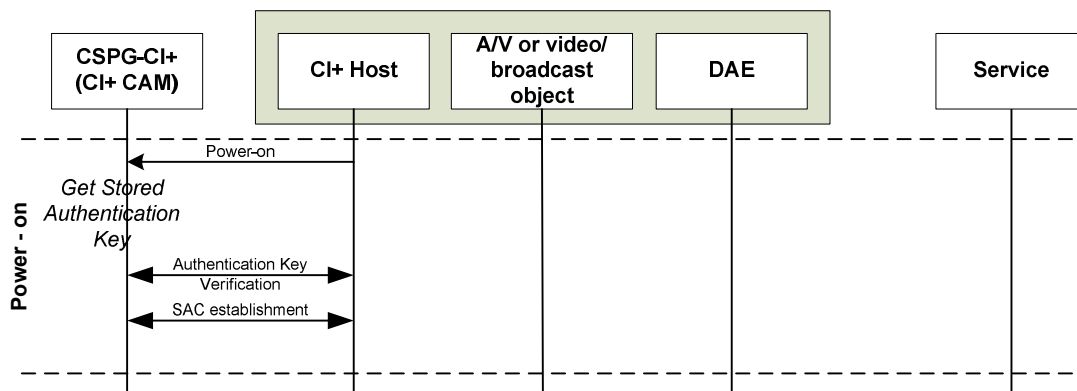 CSPG-CI+
(CI+ CAM)
CI+ Host
A/V or video/
broadcast
object
DAE
Service
Power-on
Get Stored
Authentication
Key
Authentication Key
Verification
SAC establishment
Power - on